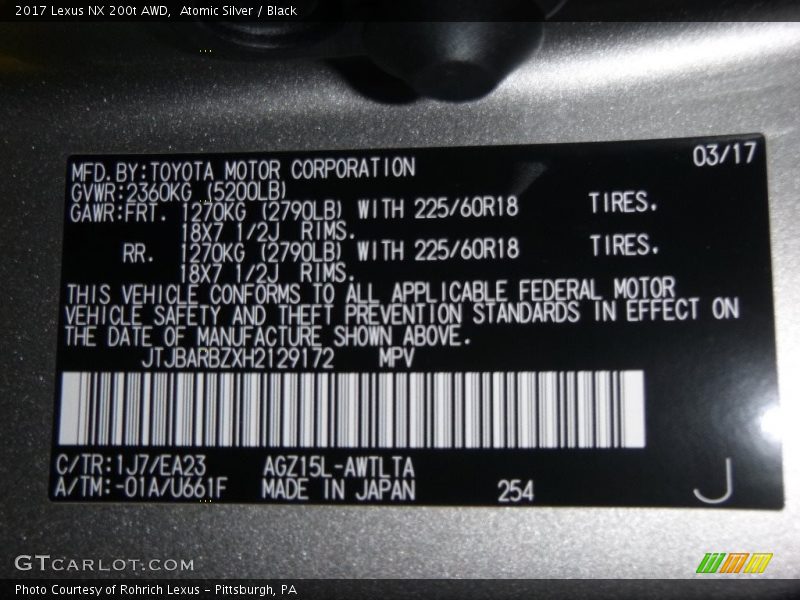 2017 Lexus NX 200t AWD,  Atomic Silver / Black
03/17
MFD. BY: TOYOTA MOTOR CORPORATION
GVWR: 2360KG (5200LB)
GAWR: FRT. 1270KG (2790LB) WITH 225/60R18 TIRES.
18X7 1/2J RIMS.
RR. 1270KG (2790LB) WITH 225/60R18 TIRES.
18X7 1/2J RIMS.
THIS VEHICLE CONFORMS TO ALL APPLICABLE FEDERAL MOTOR
VEHICLE SAFETY AND THEFT PREVENTION STANDARDS IN EFFECT ON
THE DATE OF MANUFACTURE SHOWN ABOVE.
JTJBARBZXH2129172 MPV
C/TR: 1J7/EA23 AGZ15L-AWTLTA
A/TM: -01A/U661F MADE IN JAPAN 254 J
GTCARLOT.COM
Photo Courtesy of Rohrich Lexus - Pittsburgh, PA